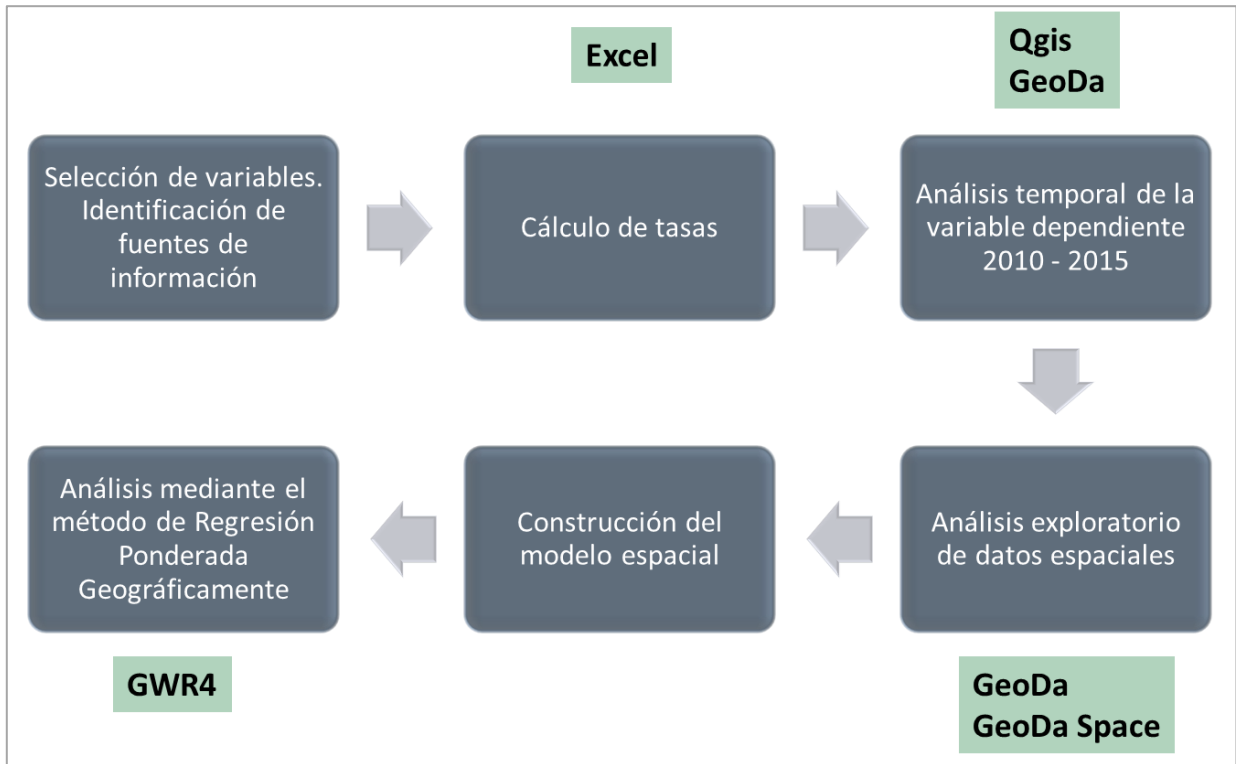 Excel
Qgis
GeoDa
Selección de variables.
Identificación de
fuentes de
información
Cálculo de tasas
Análisis temporal de la
variable dependiente
2010 - 2015
Análisis mediante el
método de Regresión
Ponderada
Geográficamente
Construcción del
modelo espacial
Análisis exploratorio
de datos espaciales
GWR4
GeoDa
GeoDa Space